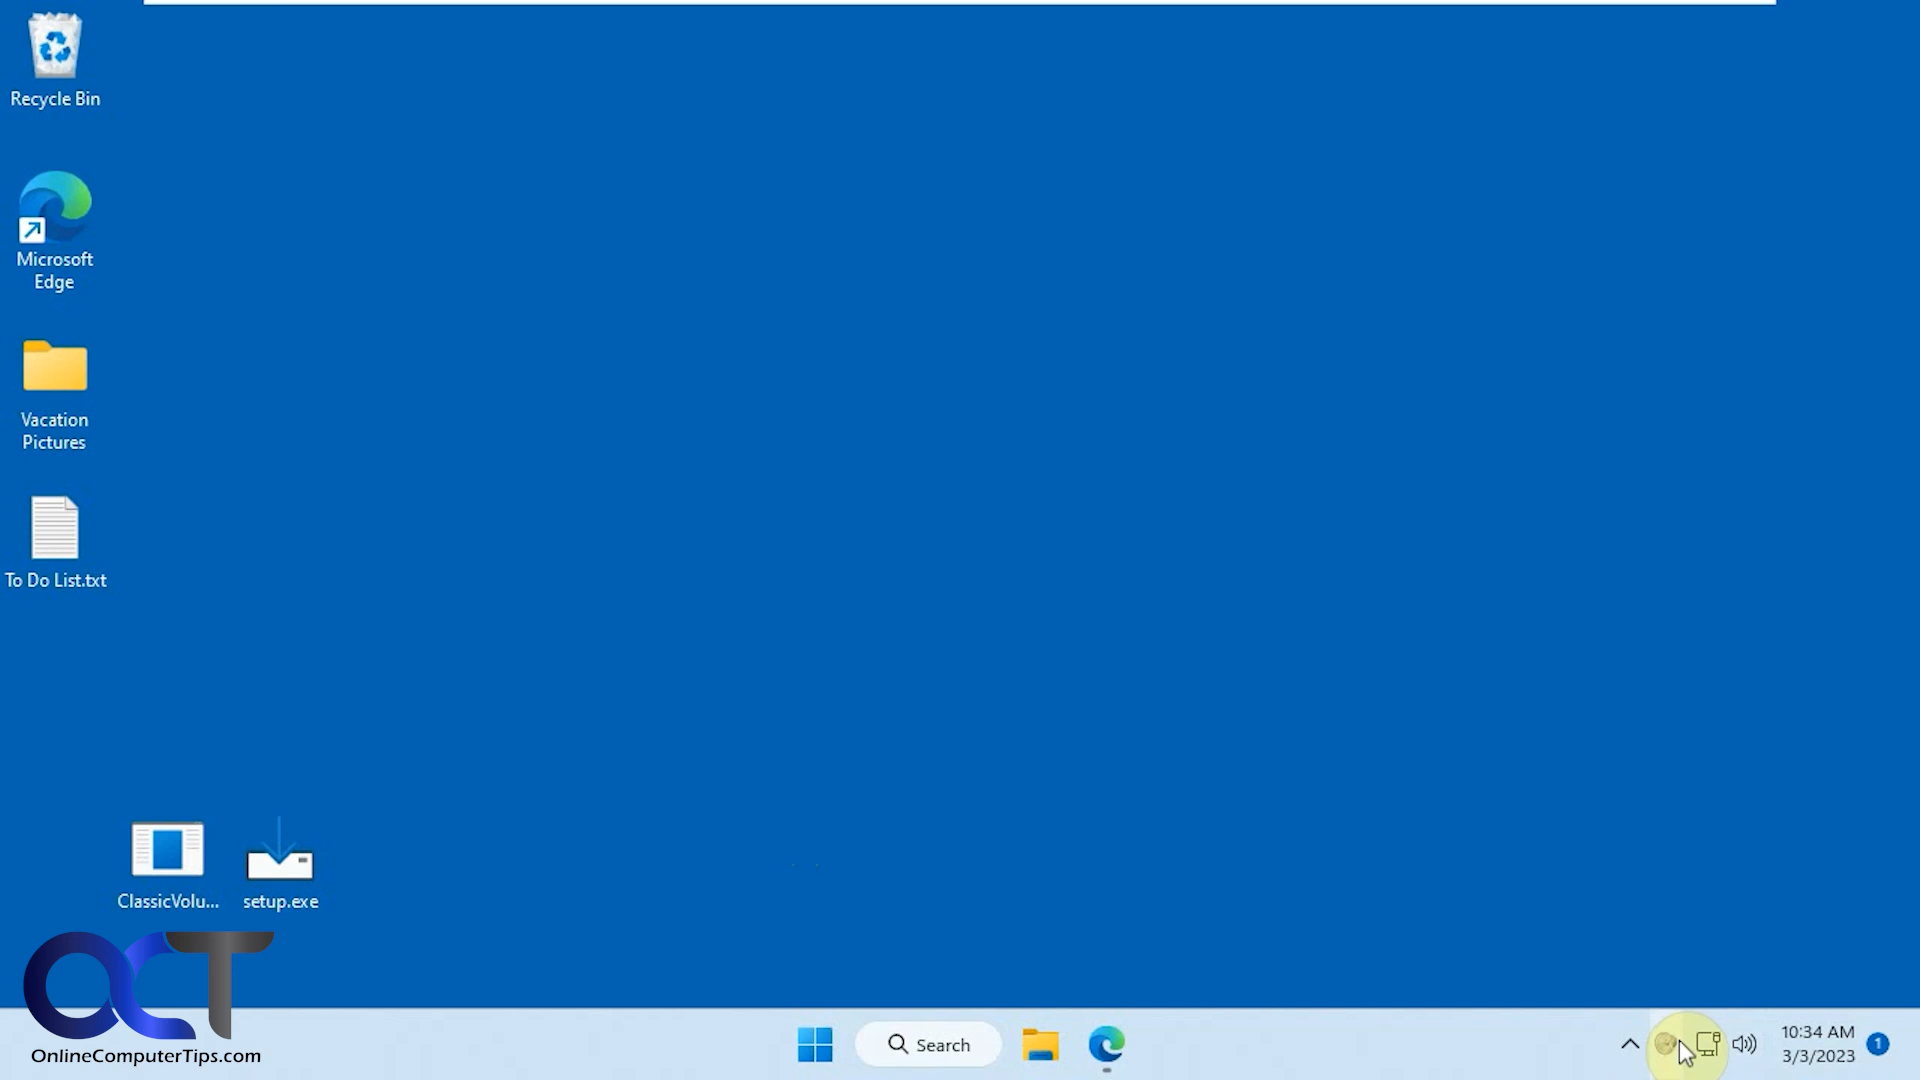 Recycle Bin
Microsoft
Edge
Vacation
Pictures
To Do List.txt
ClassicVolu...
setup.exe
OCT
OnlineComputerTips.com
Search
10:34 AM
3/3/2023
1